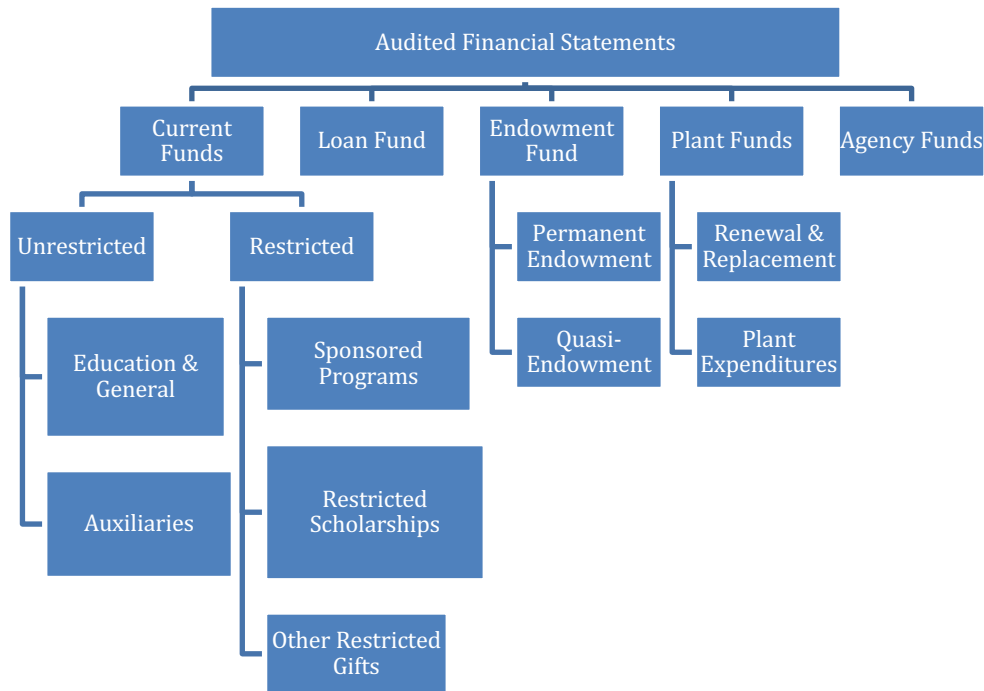 Audited Financial Statements
Current
Funds
Loan Fund
Endowment
Fund
Plant Funds
Agency Funds
Unrestricted
Restricted
Permanent
Endowment
Renewal &
Replacement
Education &
General
Sponsored
Programs
Quasi-
Endowment
Plant
Expenditures
Auxiliaries
Restricted
Scholarships
Other Restricted
Gifts